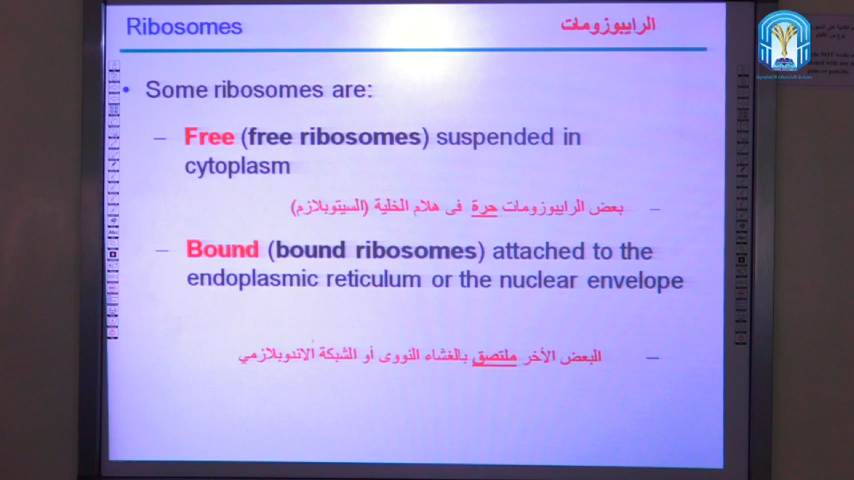 Ribosomes
الرايبوزومات
• Some ribosomes are:
– Free (free ribosomes) suspended in
cytoplasm
– بعض الرايبوزومات حرة فى هلام الخلية (السيتوبلازم)
– Bound (bound ribosomes) attached to the
endoplasmic reticulum or the nuclear envelope
– البعض الأخر ملتصق بالغشاء النووى أو الشبكة الاندوبلازمي